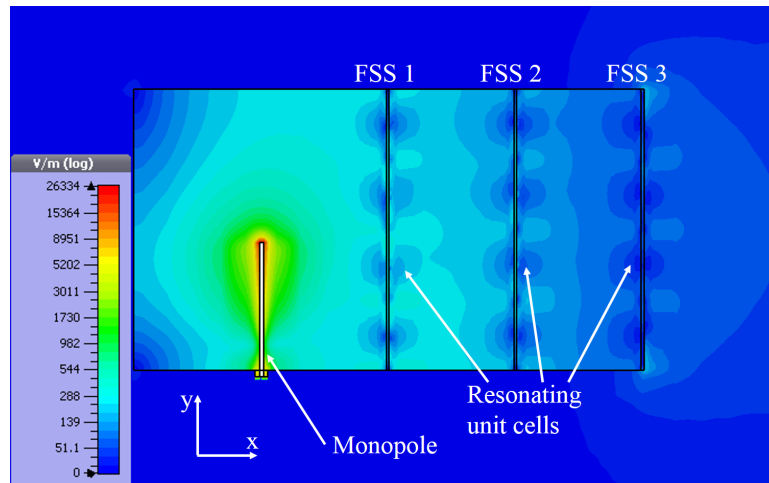 FSS 1 FSS 2 FSS 3
V/m (log)
26334
15364
8951
5202
3011
1730
982
544
288
139
51.1
0
y
x
Monopole
Resonating
unit cells